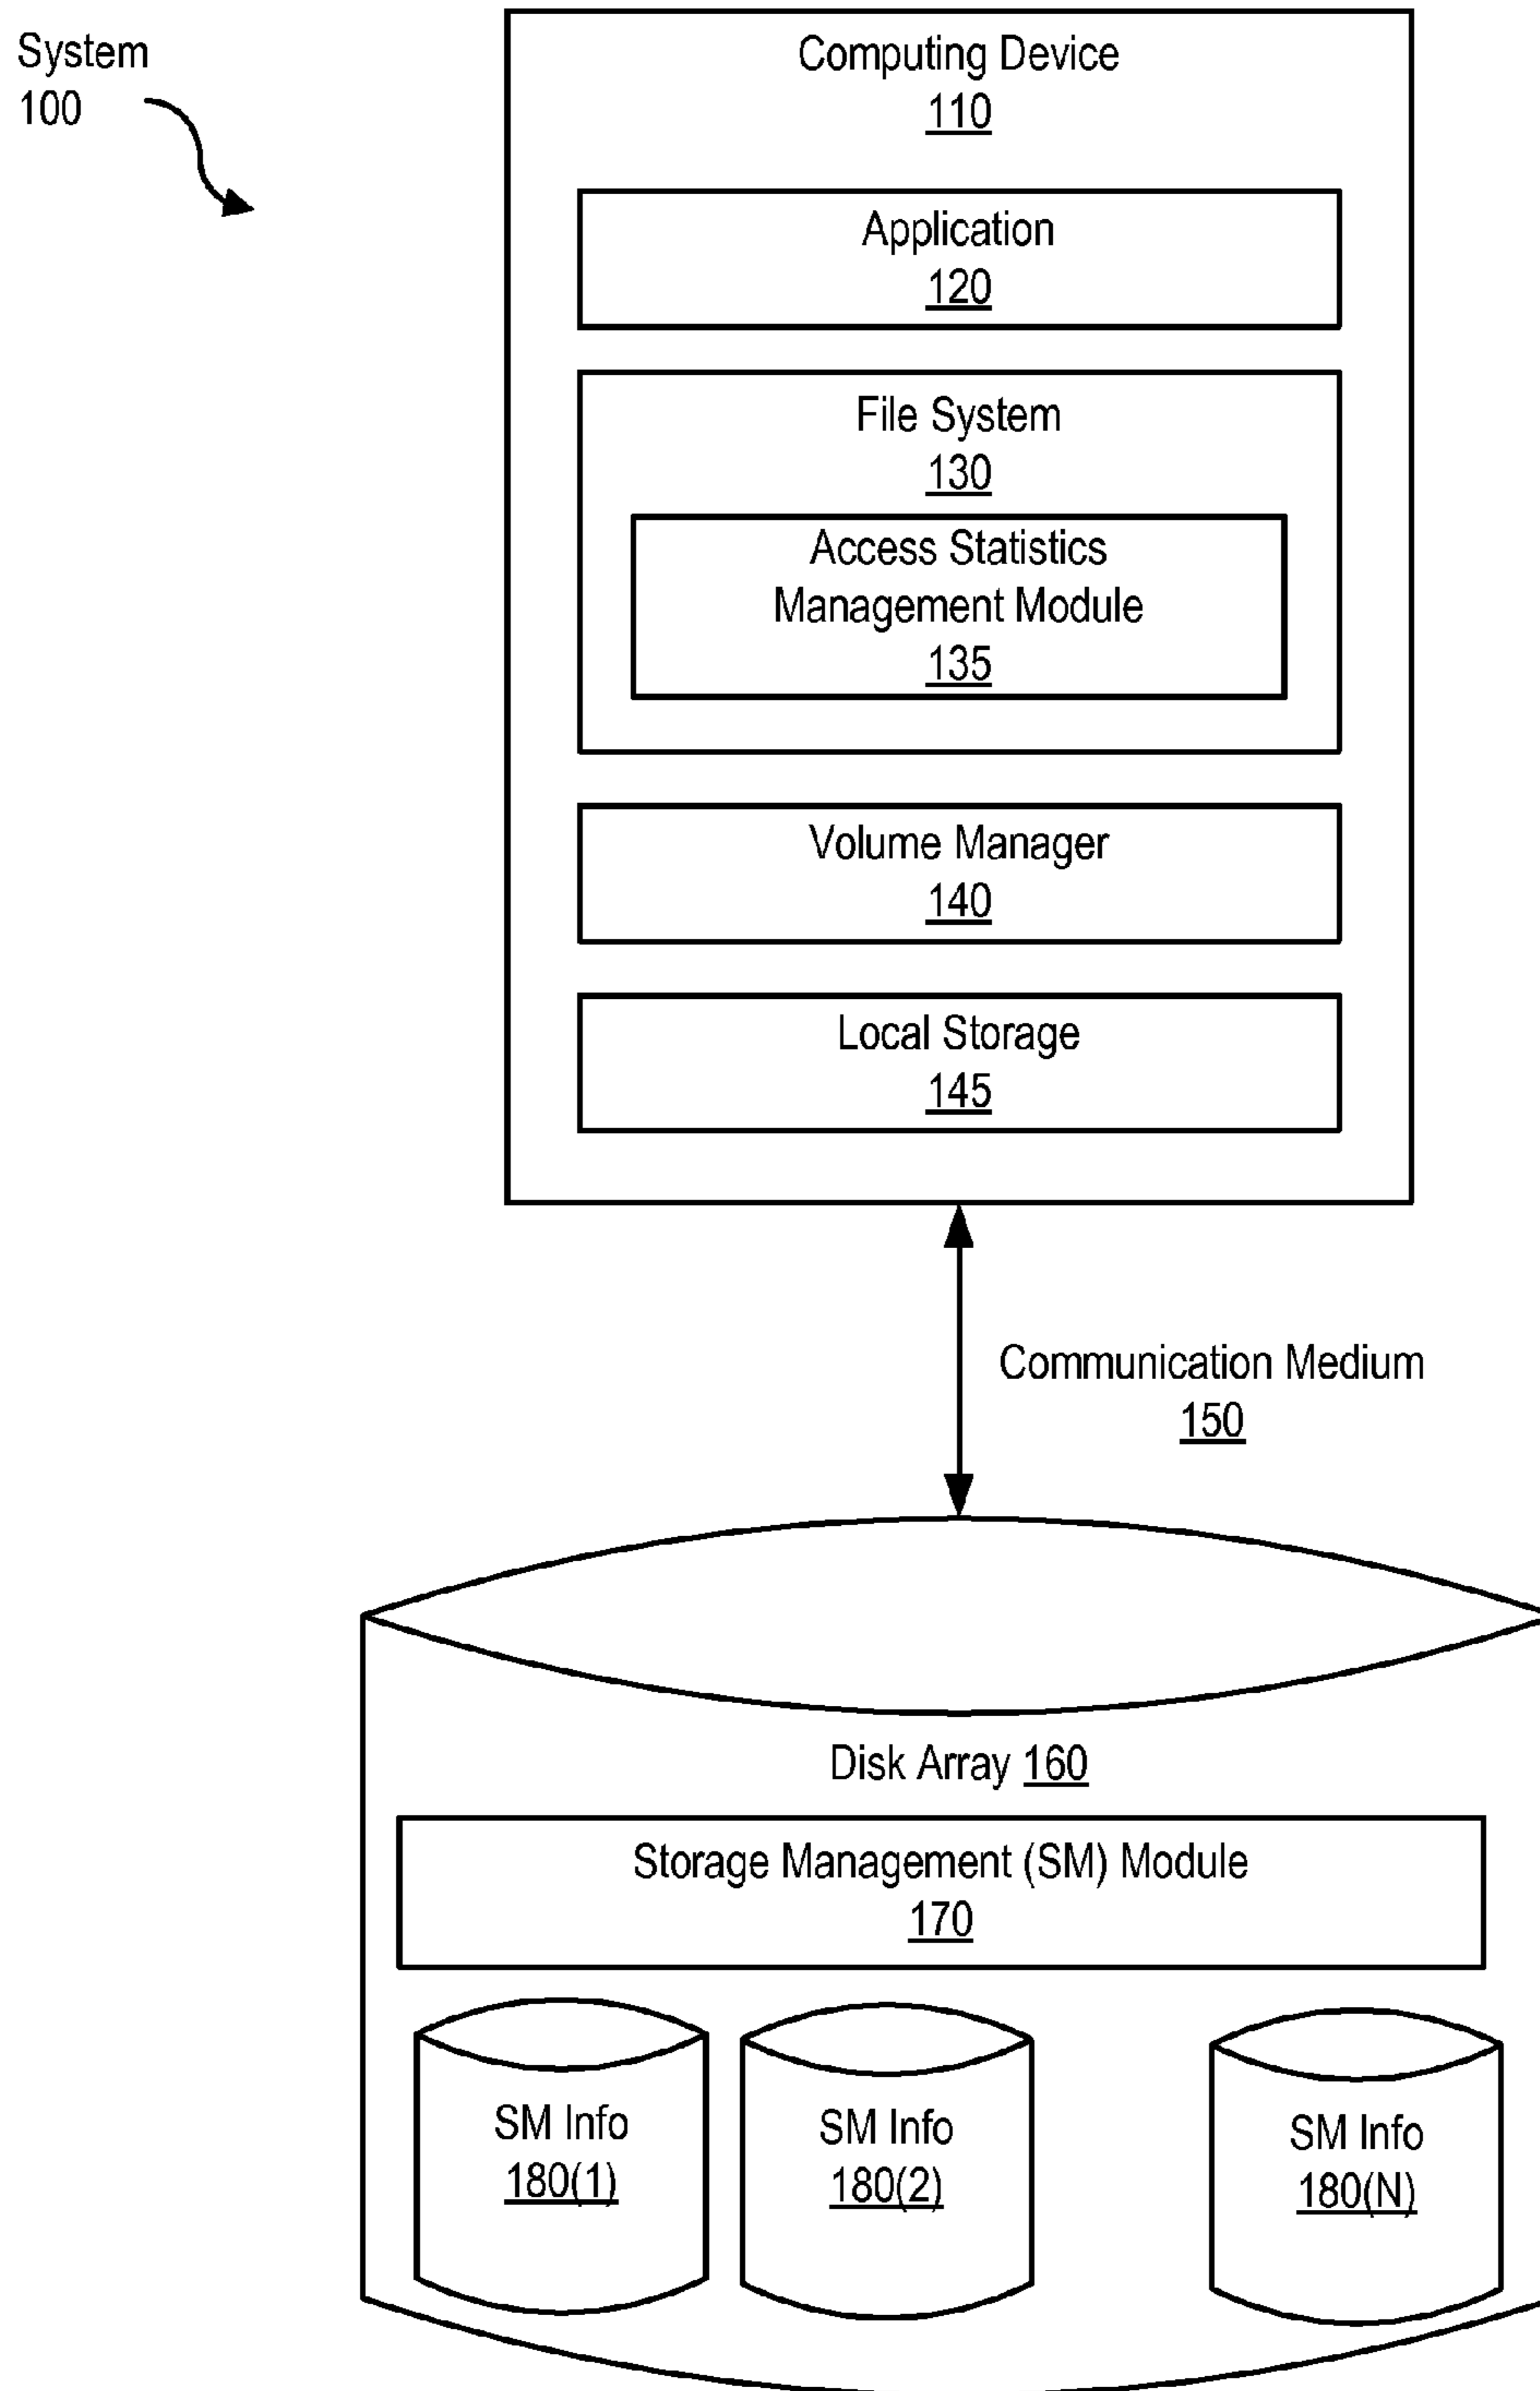 System
100
Computing Device
110
Application
120
File System
130
Access Statistics
Management Module
135
Volume Manager
140
Local Storage
145
Communication Medium
150
Disk Array 160
Storage Management (SM) Module
170
SM Info
180(1)
SM Info
180(2)
SM Info
180(N)